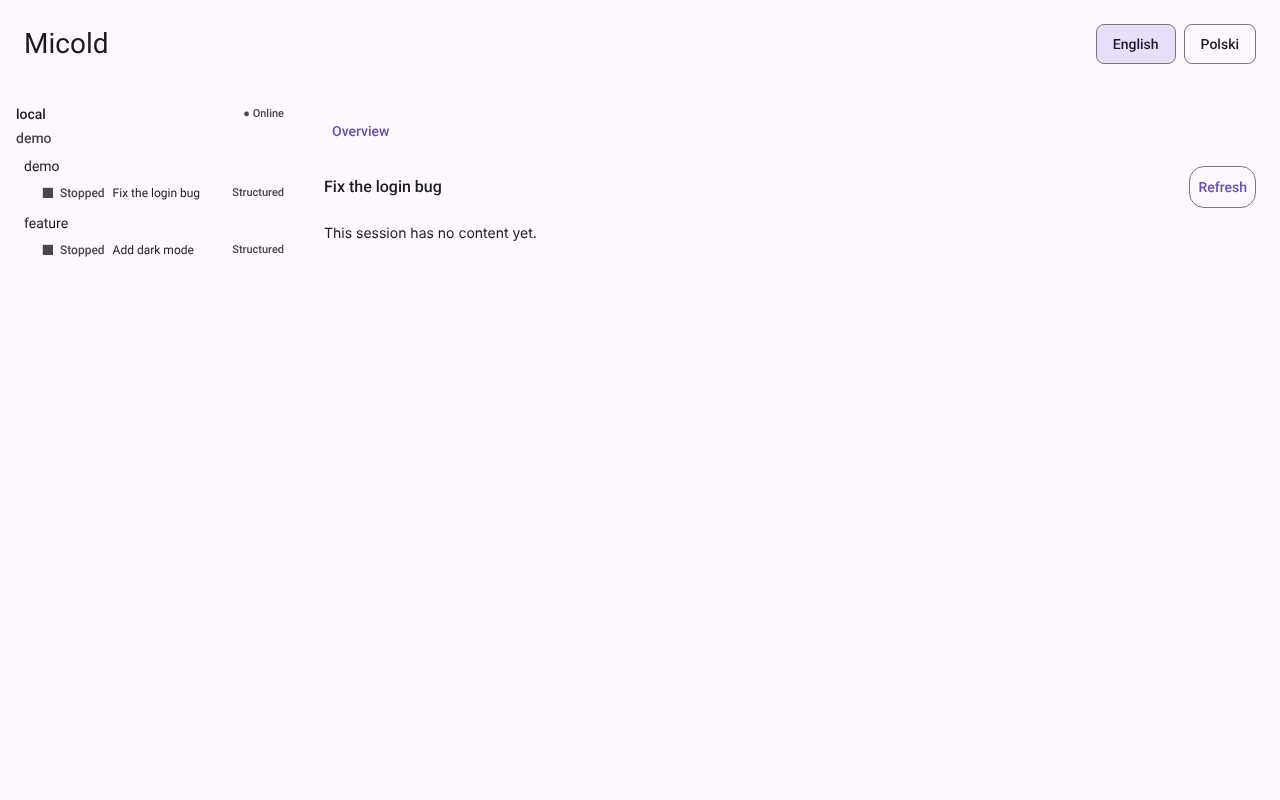 Micold
English
Polski
local
● Online
demo
demo
Stopped Fix the login bug Structured
feature
Stopped Add dark mode Structured
Overview
Fix the login bug
Refresh
This session has no content yet.